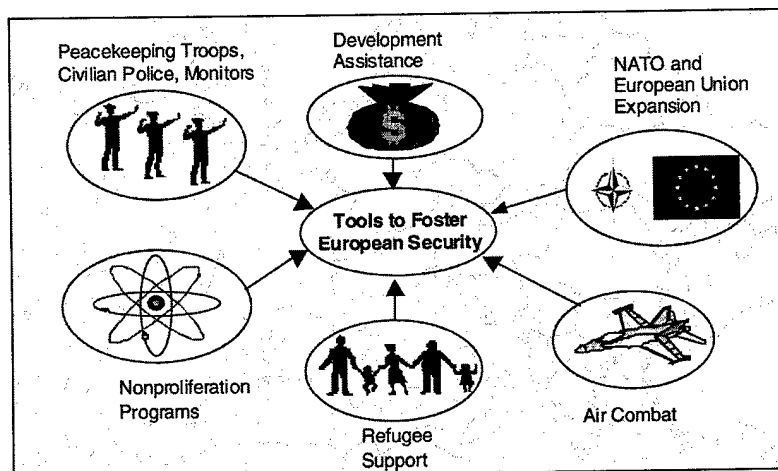 Peacekeeping Troops,
Civilian Police, Monitors
Development
Assistance
NATO and
European Union
Expansion
$
Tools to Foster
European Security
Nonproliferation
Programs
Refugee
Support
Air Combat